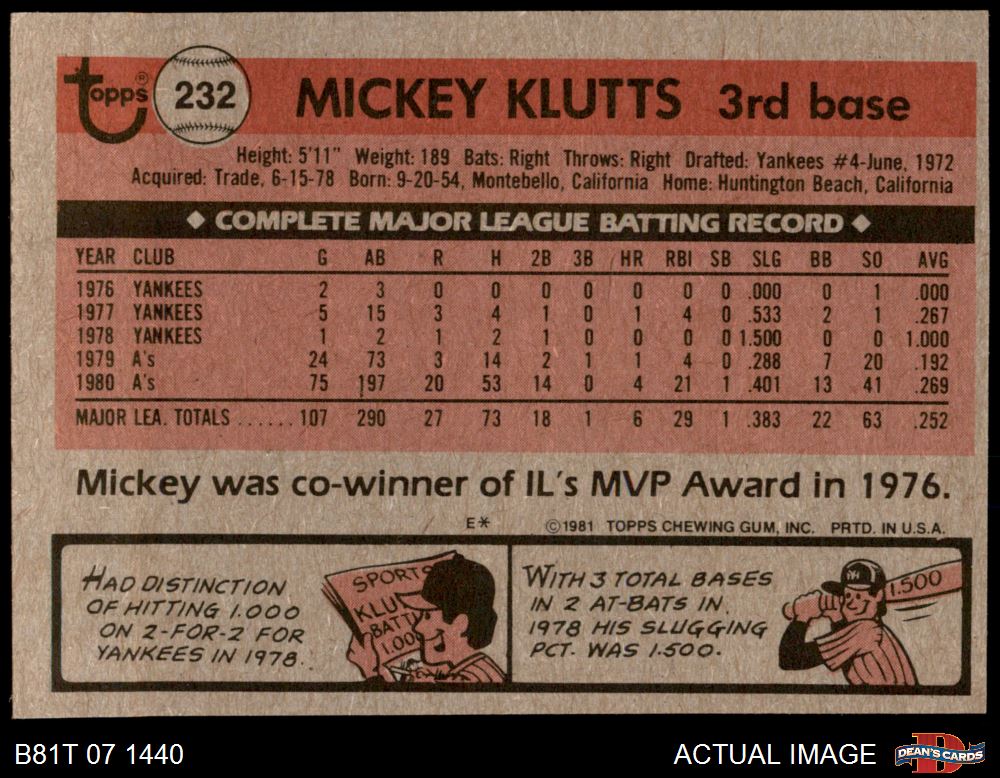 topps® 232 MICKEY KLUTTS 3rd base
Height: 5'11" Weight: 189 Bats: Right Throws: Right Drafted: Yankees #4-June, 1972
Acquired: Trade, 6-15-78 Born: 9-20-54, Montebello, California Home: Huntington Beach, California
◆ COMPLETE MAJOR LEAGUE BATTING RECORD ◆
YEAR CLUB G AB R H 2B 3B HR RBI SB SLG BB SO AVG
1976 YANKEES 2 3 0 0 0 0 0 0 0 .000 0 1 .000
1977 YANKEES 5 15 3 4 1 0 1 4 0 .533 2 1 .267
1978 YANKEES 1 2 1 2 1 0 0 0 0 1.500 0 0 1.000
1979 A's 24 73 3 14 2 1 1 4 0 .288 7 20 .192
1980 A's 75 197 20 53 14 0 4 21 1 .401 13 41 .269
MAJOR LEA. TOTALS ...... 107 290 27 73 18 1 6 29 1 .383 22 63 .252
Mickey was co-winner of IL's MVP Award in 1976.
E* ©1981 TOPPS CHEWING GUM, INC. PRTD. IN U.S.A.
HAD DISTINCTION
OF HITTING 1.000
ON 2-FOR-2 FOR
YANKEES IN 1978.
SPORTS
KLU
BATT
1.00
WITH 3 TOTAL BASES
IN 2 AT-BATS IN
1978 HIS SLUGGING
PCT. WAS 1.500.
NY
1.500
B81T 07 1440 ACTUAL IMAGE DEAN'S CARDS